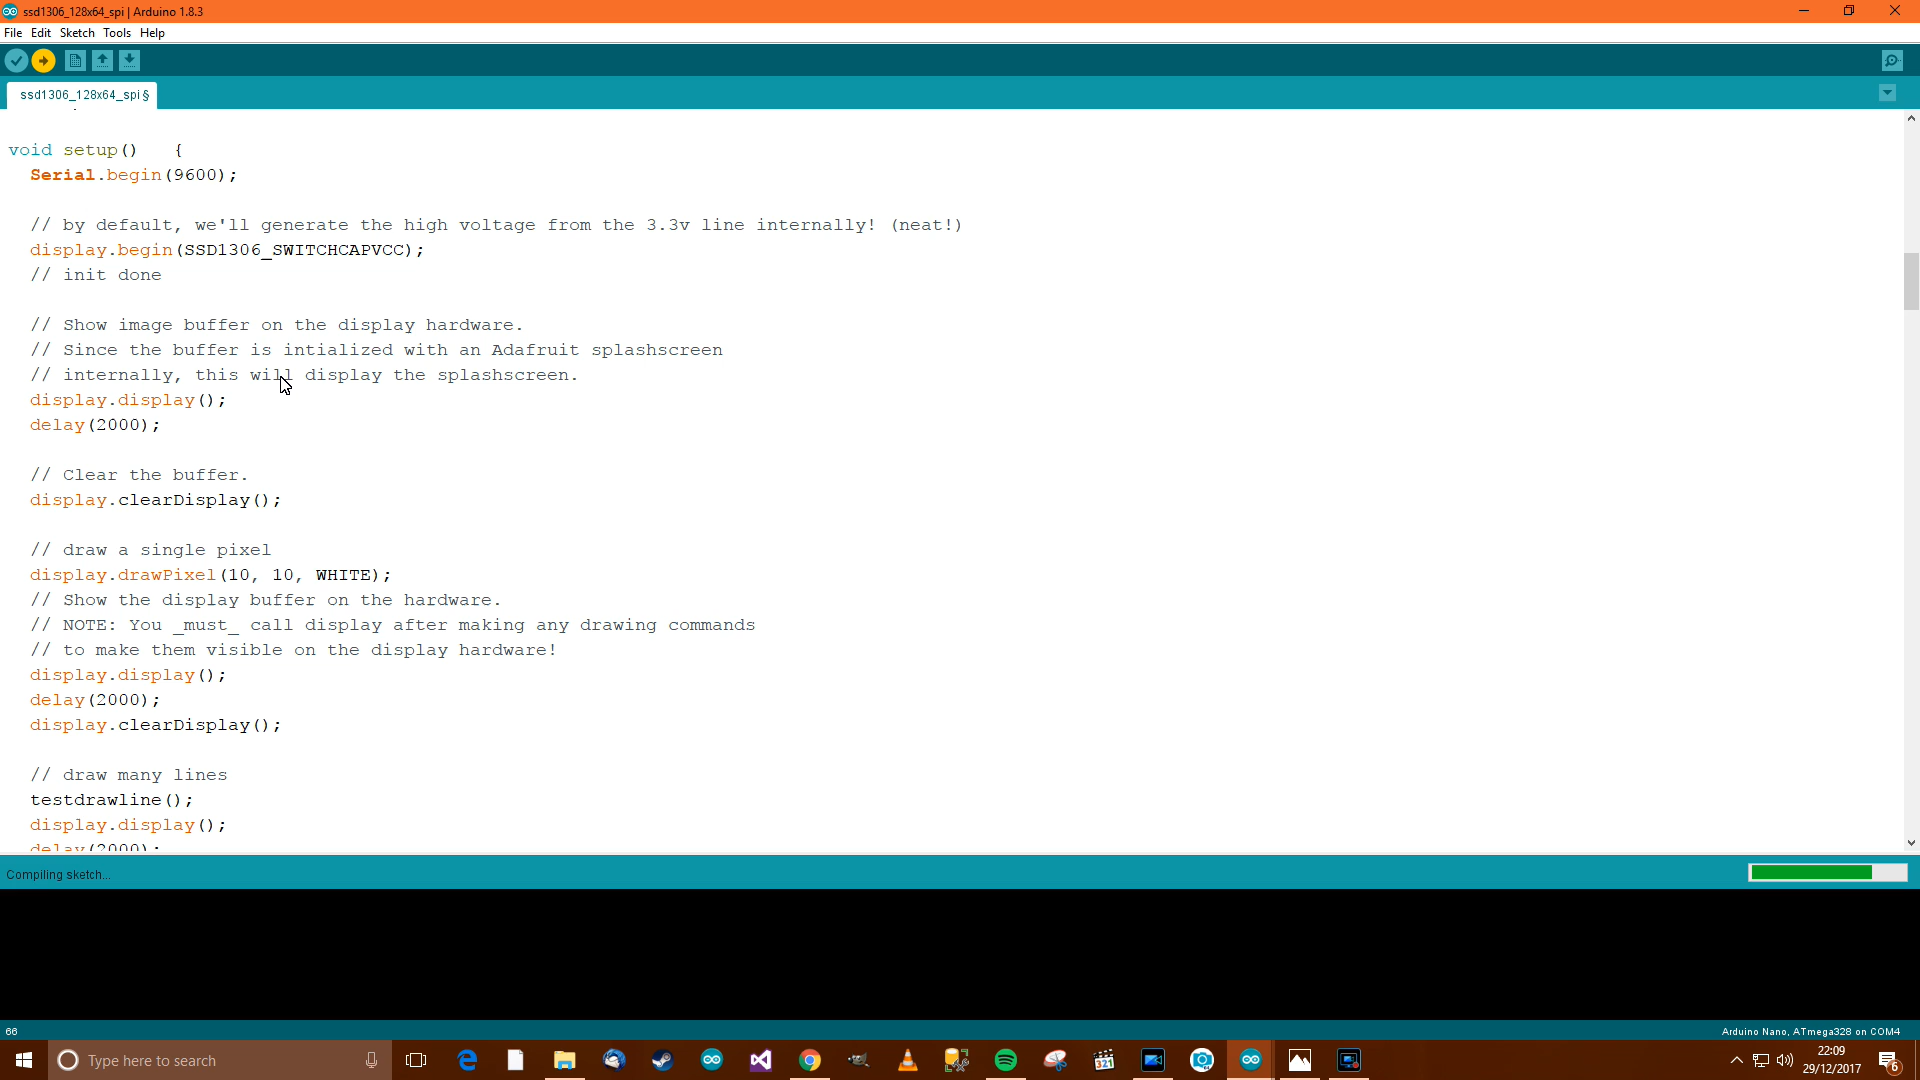 ssd1306_128x64_spi | Arduino 1.8.3
File Edit Sketch Tools Help
ssd1306_128x64_spi §
void setup()   {
Serial.begin(9600);
// by default, we'll generate the high voltage from the 3.3v line internally! (neat!)
display.begin(SSD1306_SWITCHCAPVCC);
// init done
// Show image buffer on the display hardware.
// Since the buffer is intialized with an Adafruit splashscreen
// internally, this will display the splashscreen.
display.display();
delay(2000);
// Clear the buffer.
display.clearDisplay();
// draw a single pixel
display.drawPixel(10, 10, WHITE);
// Show the display buffer on the hardware.
// NOTE: You _must_ call display after making any drawing commands
// to make them visible on the display hardware!
display.display();
delay(2000);
display.clearDisplay();
// draw many lines
testdrawline();
display.display();
delay(2000);
Compiling sketch...
66
Arduino Nano, ATmega328 on COM4
Type here to search
321
22:09
29/12/2017
6